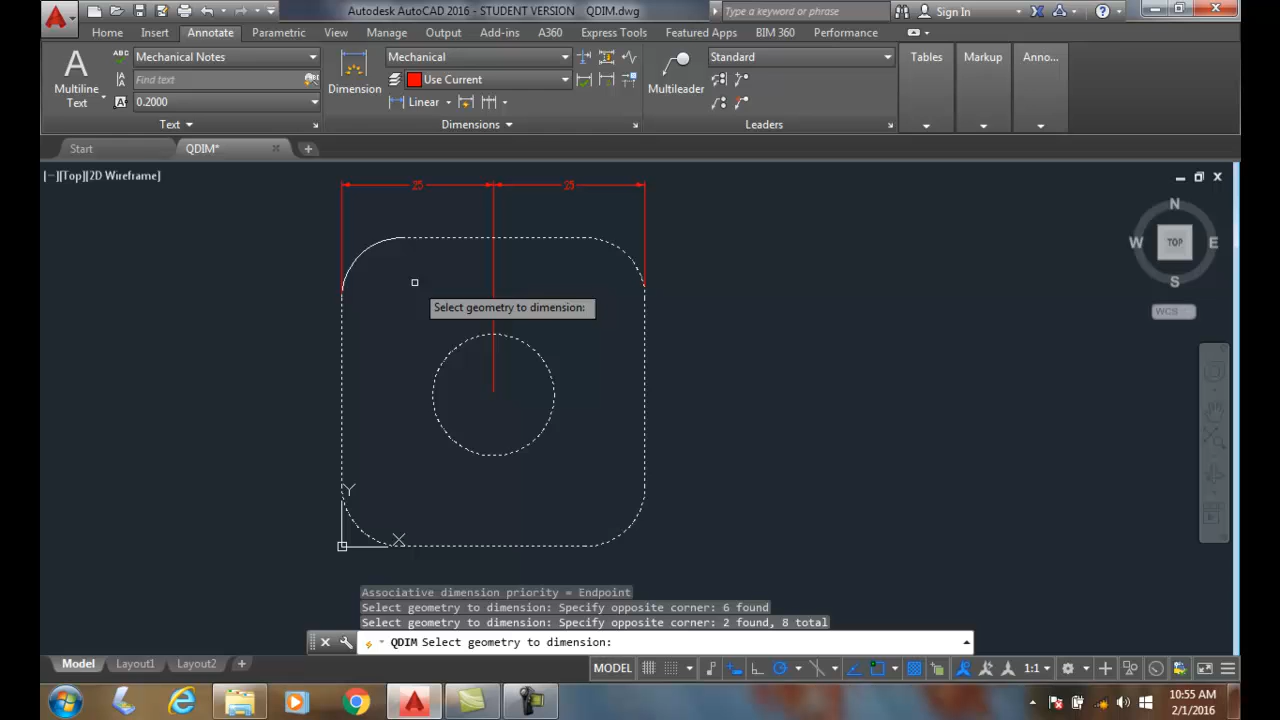 Autodesk AutoCAD 2016 - STUDENT VERSION QDIM.dwg
Type a keyword or phrase
Sign In
Home Insert Annotate Parametric View Manage Output Add-ins A360 Express Tools Featured Apps BIM 360 Performance
Multiline Text
Mechanical Notes
Find text
0.2000
Text
Dimension
Mechanical
Use Current
Linear
Dimensions
Multileader
Standard
Leaders
Tables
Markup
Anno...
Start
QDIM*
[−][Top][2D Wireframe]
25 25
N
W TOP E
S
WCS
Select geometry to dimension:
Y
X
Associative dimension priority = Endpoint
Select geometry to dimension: Specify opposite corner: 6 found
Select geometry to dimension: Specify opposite corner: 2 found, 8 total
QDIM Select geometry to dimension:
Model Layout1 Layout2 +
MODEL
1:1
10:55 AM
2/1/2016